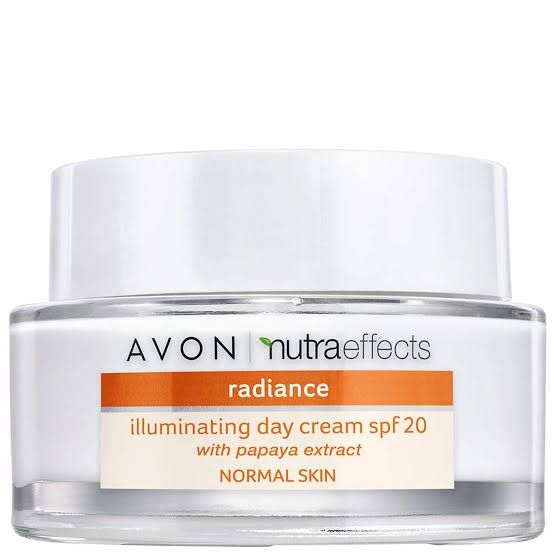 AVON | nutraeffects
radiance
illuminating day cream spf 20
with papaya extract
NORMAL SKIN